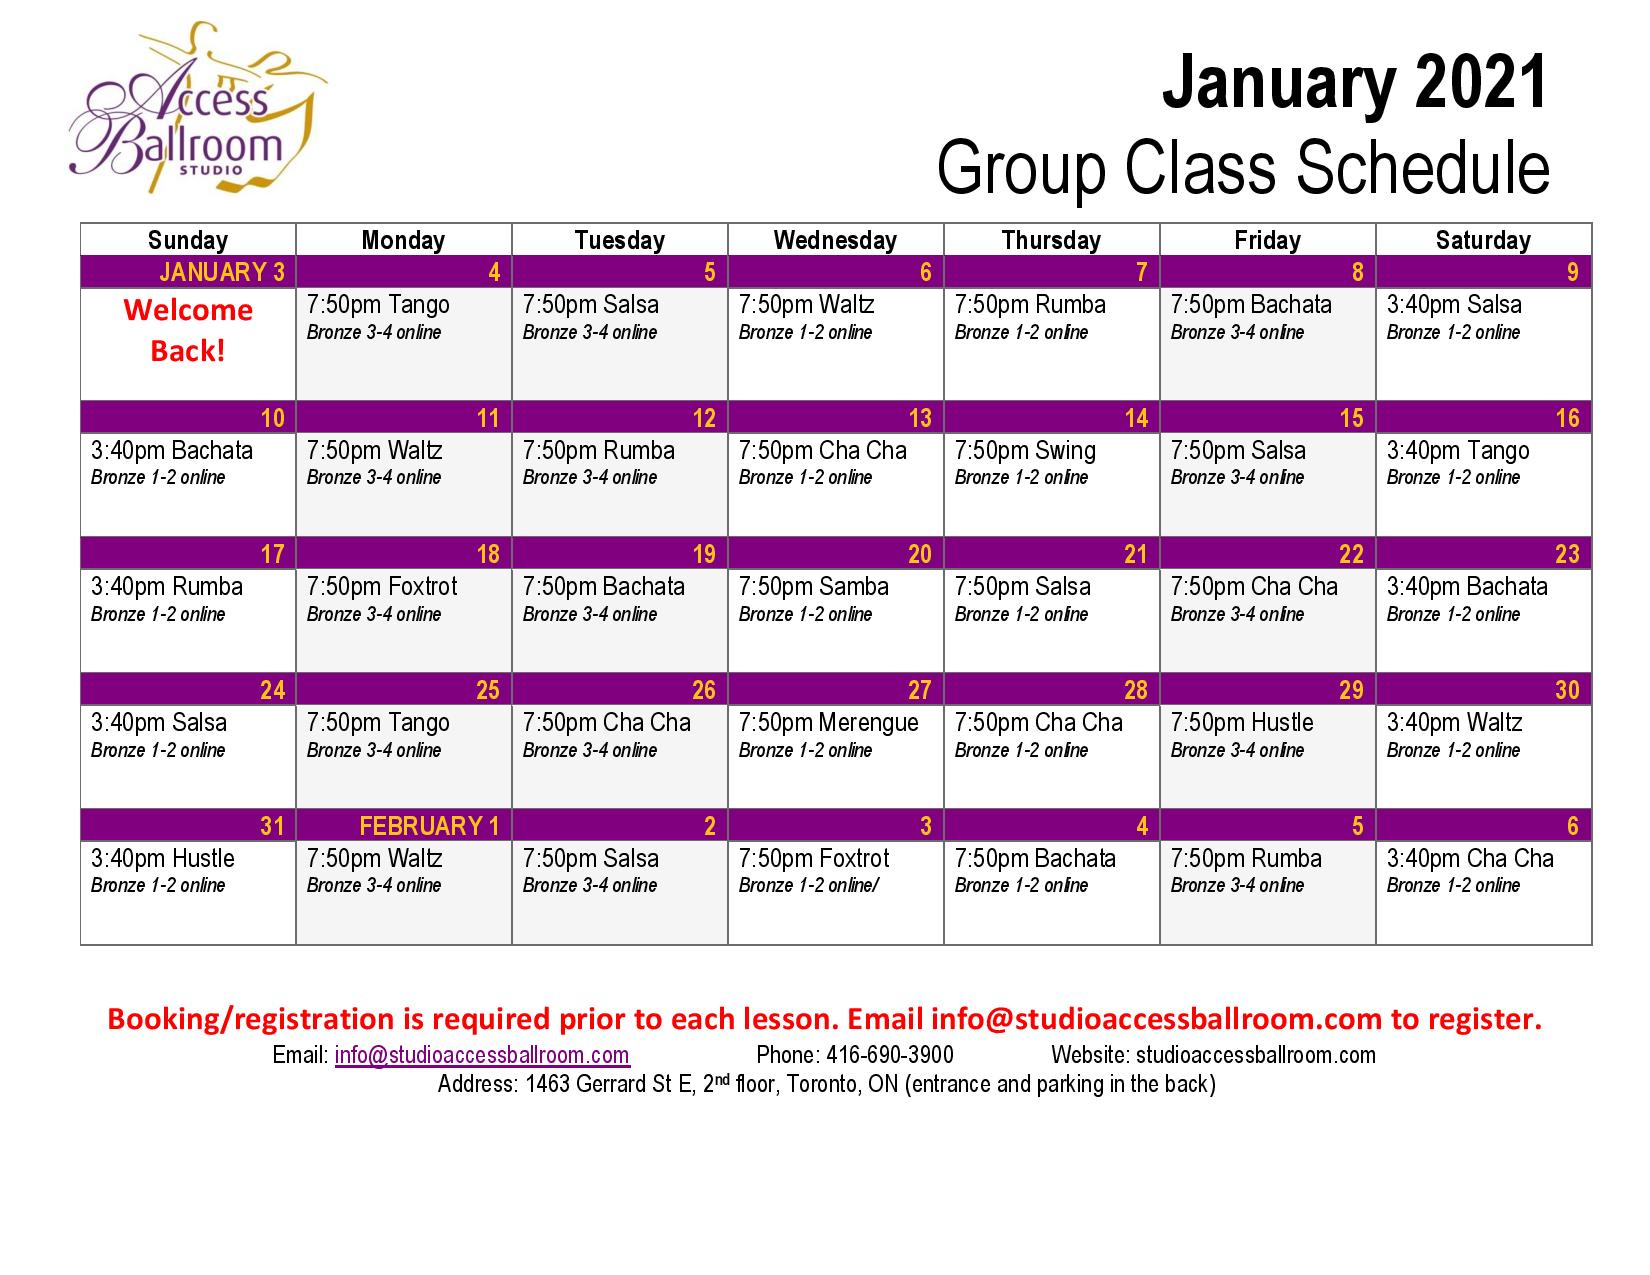 Access
Ballroom
STUDIO
January 2021
Group Class Schedule
Sunday Monday Tuesday Wednesday Thursday Friday Saturday
JANUARY 3 4 5 6 7 8 9
Welcome
Back!
7:50pm Tango
Bronze 3-4 online
7:50pm Salsa
Bronze 3-4 online
7:50pm Waltz
Bronze 1-2 online
7:50pm Rumba
Bronze 1-2 online
7:50pm Bachata
Bronze 3-4 online
3:40pm Salsa
Bronze 1-2 online
10 11 12 13 14 15 16
3:40pm Bachata
Bronze 1-2 online
7:50pm Waltz
Bronze 3-4 online
7:50pm Rumba
Bronze 3-4 online
7:50pm Cha Cha
Bronze 1-2 online
7:50pm Swing
Bronze 1-2 online
7:50pm Salsa
Bronze 3-4 online
3:40pm Tango
Bronze 1-2 online
17 18 19 20 21 22 23
3:40pm Rumba
Bronze 1-2 online
7:50pm Foxtrot
Bronze 3-4 online
7:50pm Bachata
Bronze 3-4 online
7:50pm Samba
Bronze 1-2 online
7:50pm Salsa
Bronze 1-2 online
7:50pm Cha Cha
Bronze 3-4 online
3:40pm Bachata
Bronze 1-2 online
24 25 26 27 28 29 30
3:40pm Salsa
Bronze 1-2 online
7:50pm Tango
Bronze 3-4 online
7:50pm Cha Cha
Bronze 3-4 online
7:50pm Merengue
Bronze 1-2 online
7:50pm Cha Cha
Bronze 1-2 online
7:50pm Hustle
Bronze 3-4 online
3:40pm Waltz
Bronze 1-2 online
31 FEBRUARY 1 2 3 4 5 6
3:40pm Hustle
Bronze 1-2 online
7:50pm Waltz
Bronze 3-4 online
7:50pm Salsa
Bronze 3-4 online
7:50pm Foxtrot
Bronze 1-2 online/
7:50pm Bachata
Bronze 1-2 online
7:50pm Rumba
Bronze 3-4 online
3:40pm Cha Cha
Bronze 1-2 online
Booking/registration is required prior to each lesson. Email info@studioaccessballroom.com to register.
Email: info@studioaccessballroom.com Phone: 416-690-3900 Website: studioaccessballroom.com
Address: 1463 Gerrard St E, 2nd floor, Toronto, ON (entrance and parking in the back)